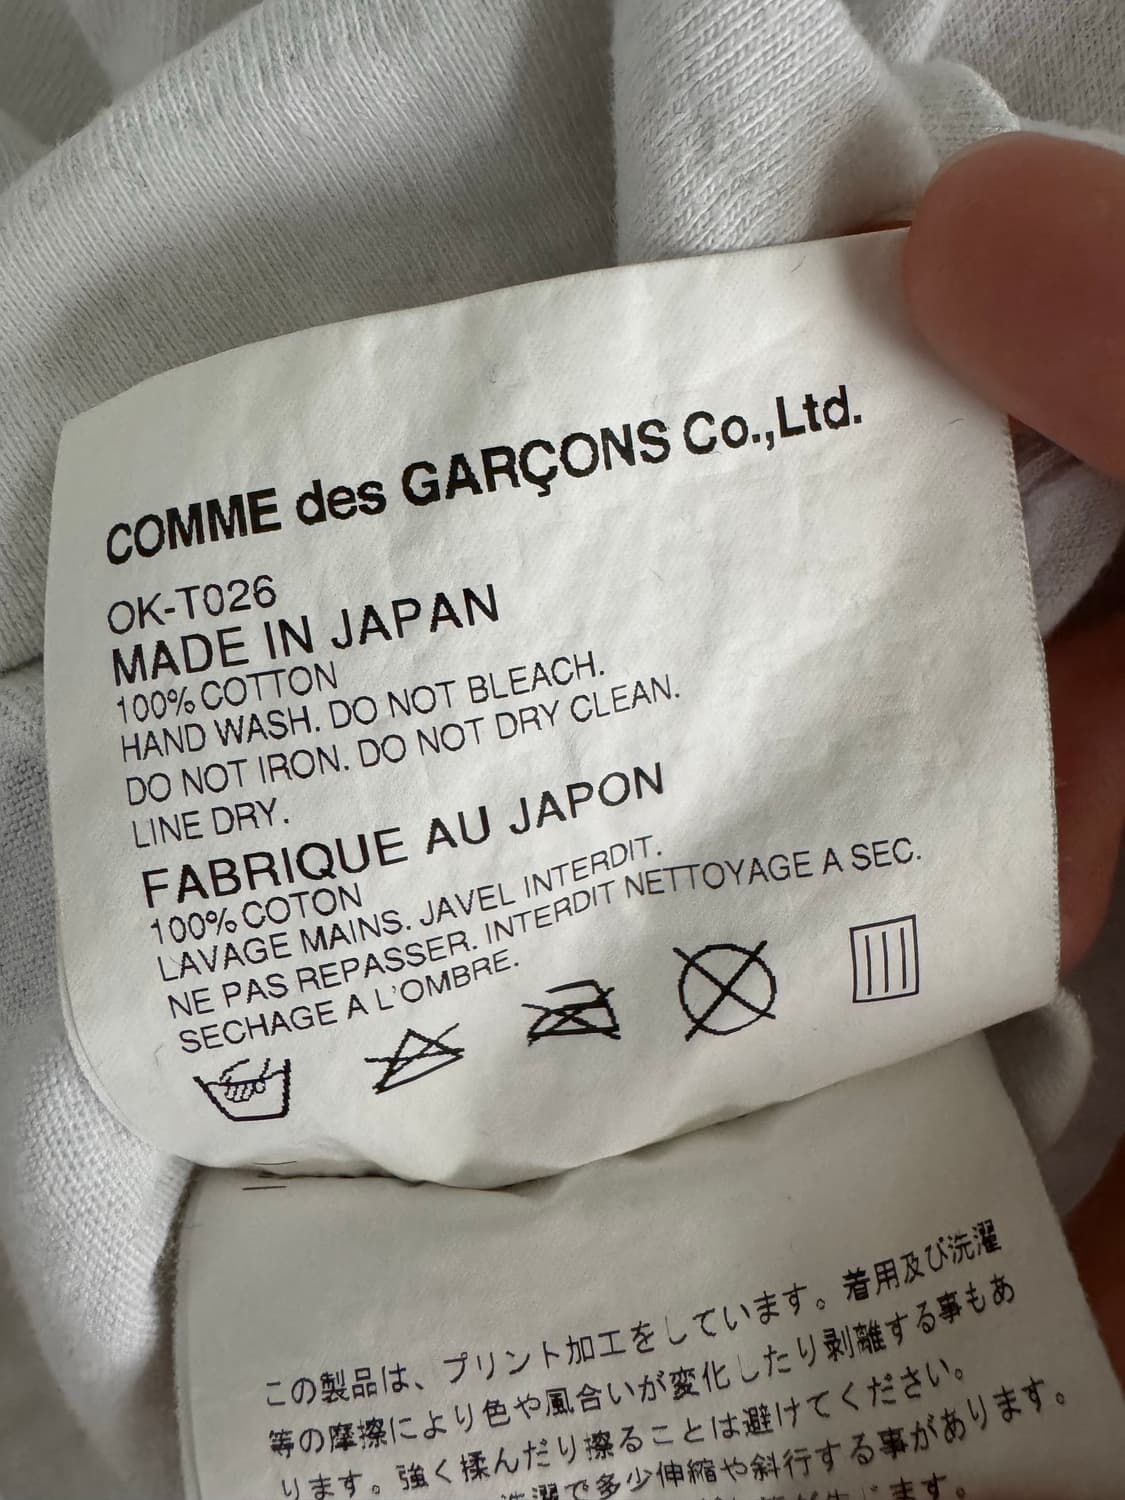 COMME des GARÇONS Co.,Ltd.
OK-T026
MADE IN JAPAN
100% COTTON
HAND WASH. DO NOT BLEACH.
DO NOT IRON. DO NOT DRY CLEAN.
LINE DRY.
FABRIQUE AU JAPON
100% COTON
LAVAGE MAINS. JAVEL INTERDIT.
NE PAS REPASSER. INTERDIT NETTOYAGE A SEC.
SECHAGE A L'OMBRE.
この製品は、プリント加工をしています。着用及び洗濯
等の摩擦により色や風合いが変化したり剥離する事もあ
ります。強く揉んだり擦ることは避けてください。
洗濯で多少伸縮や斜行する事があります。